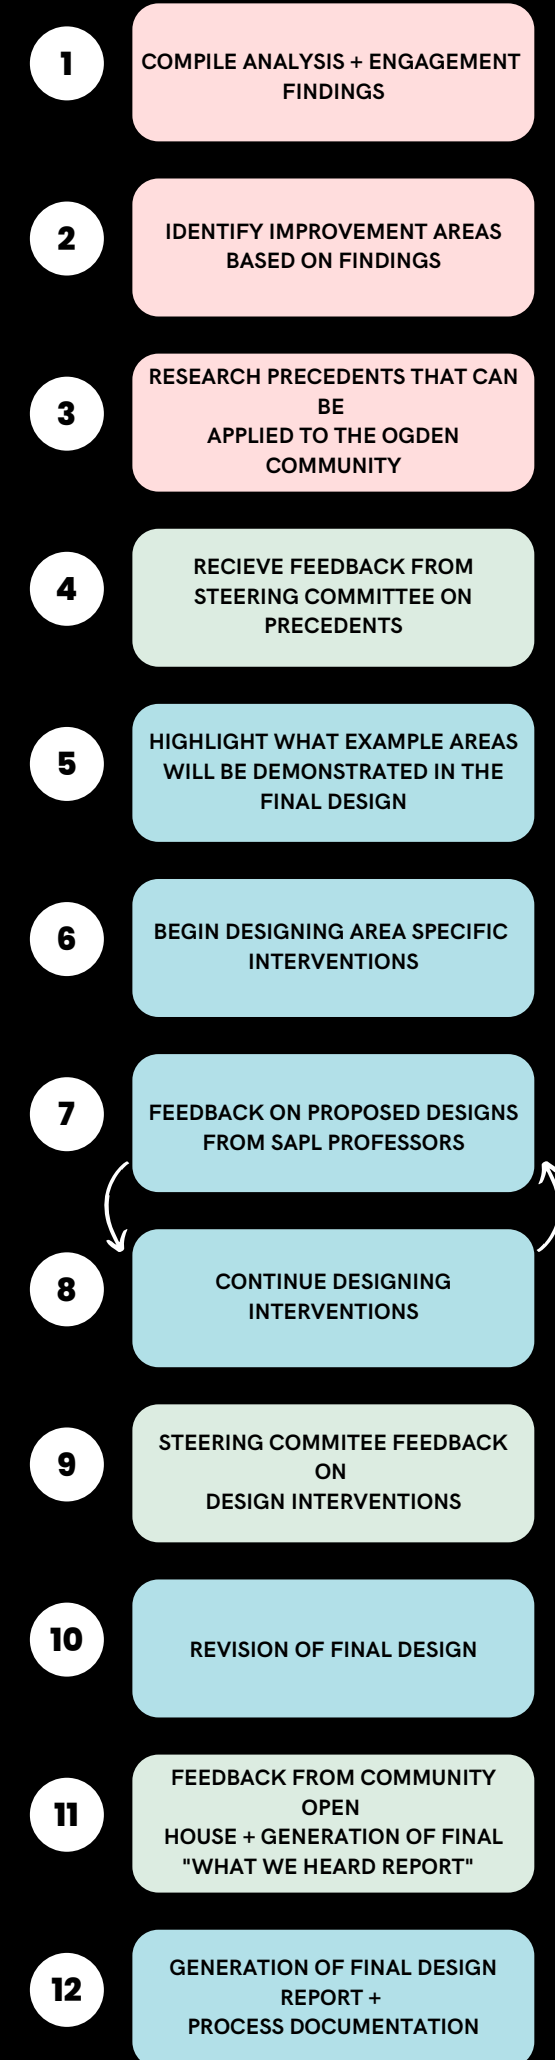 1
COMPILE ANALYSIS + ENGAGEMENT
FINDINGS
2
IDENTIFY IMPROVEMENT AREAS
BASED ON FINDINGS
3
RESEARCH PRECEDENTS THAT CAN
BE
APPLIED TO THE OGDEN
COMMUNITY
4
RECIEVE FEEDBACK FROM
STEERING COMMITTEE ON
PRECEDENTS
5
HIGHLIGHT WHAT EXAMPLE AREAS
WILL BE DEMONSTRATED IN THE
FINAL DESIGN
6
BEGIN DESIGNING AREA SPECIFIC
INTERVENTIONS
7
FEEDBACK ON PROPOSED DESIGNS
FROM SAPL PROFESSORS
8
CONTINUE DESIGNING
INTERVENTIONS
9
STEERING COMMITEE FEEDBACK
ON
DESIGN INTERVENTIONS
10
REVISION OF FINAL DESIGN
11
FEEDBACK FROM COMMUNITY
OPEN
HOUSE + GENERATION OF FINAL
"WHAT WE HEARD REPORT"
12
GENERATION OF FINAL DESIGN
REPORT +
PROCESS DOCUMENTATION